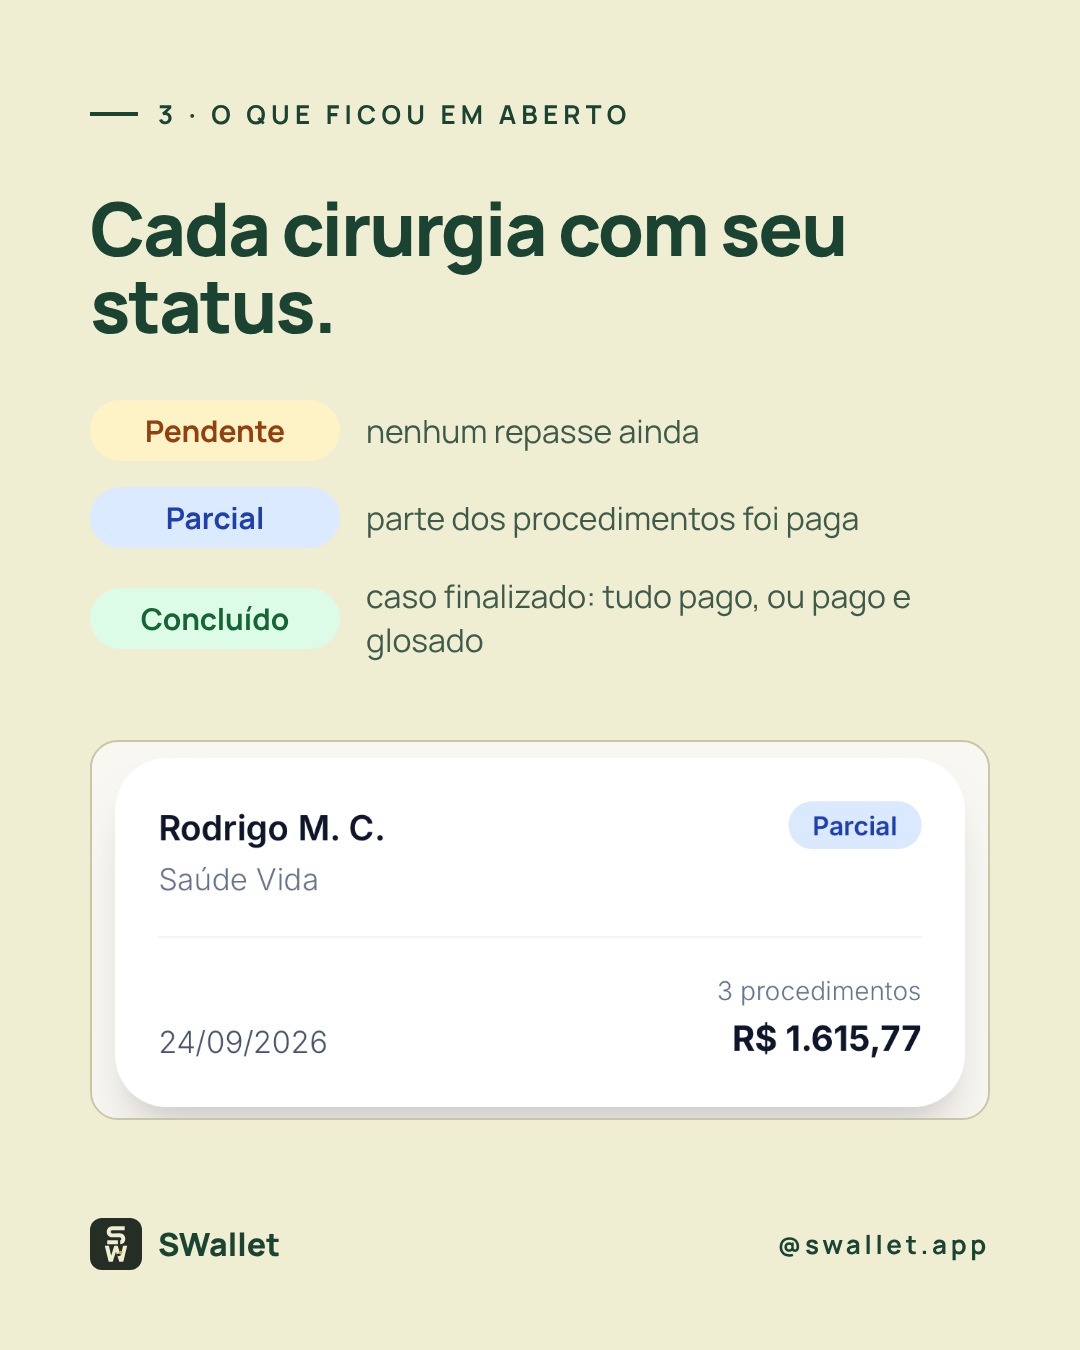 3 · O QUE FICOU EM ABERTO
Cada cirurgia com seu
status.
Pendente nenhum repasse ainda
Parcial parte dos procedimentos foi paga
Concluído caso finalizado: tudo pago, ou pago e
glosado
Rodrigo M. C. Parcial
Saúde Vida
3 procedimentos
24/09/2026 R$ 1.615,77
SW SWallet @swallet.app